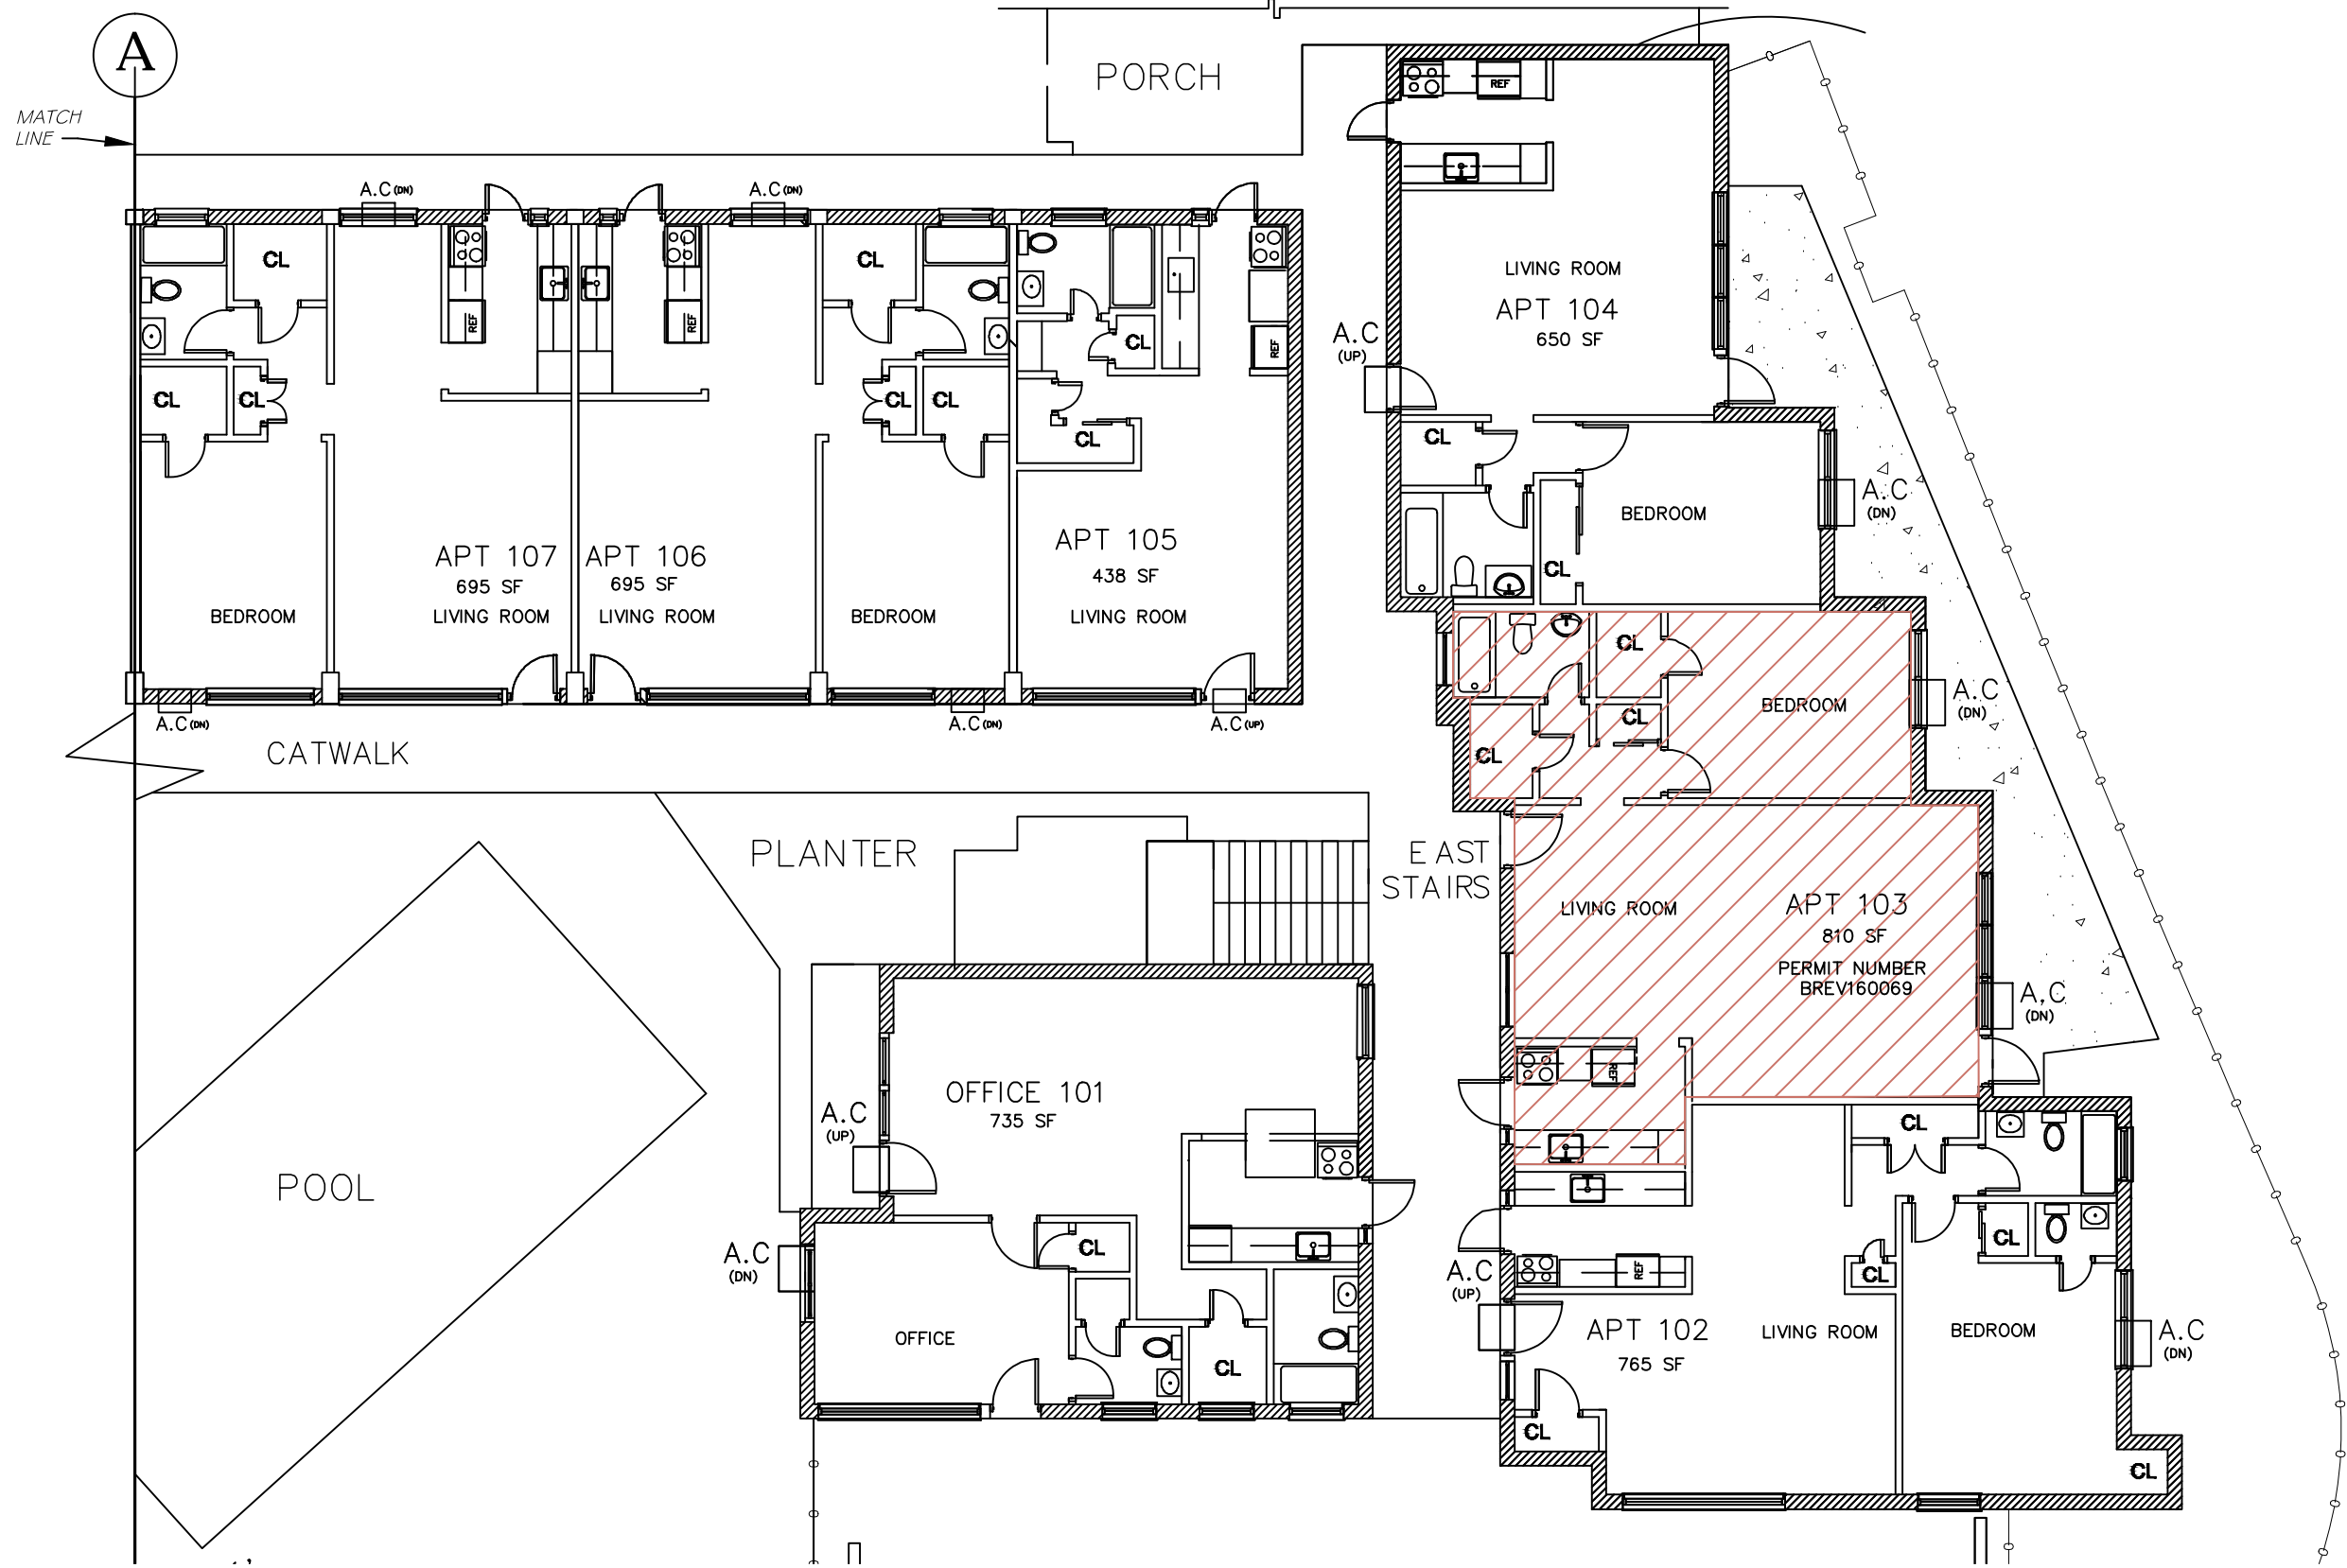 A
MATCH
LINE
PORCH
A.C (DN)
A.C (DN)
REF
CL
CL
CL
REF
REF
CL
REF
CL
CL
CL
CL
CL
LIVING ROOM
APT 104
650 SF
A.C
(UP)
CL
BEDROOM
A.C
(DN)
CL
APT 107
695 SF
LIVING ROOM
BEDROOM
APT 106
695 SF
LIVING ROOM
BEDROOM
APT 105
438 SF
LIVING ROOM
A.C (DN)
A.C (DN)
A.C (UP)
CATWALK
CL
CL
CL
BEDROOM
A.C
(DN)
PLANTER
EAST
STAIRS
LIVING ROOM
APT 103
810 SF
PERMIT NUMBER
BREV160069
A,C
(DN)
REF
POOL
OFFICE 101
735 SF
A.C
(UP)
A.C
(DN)
CL
OFFICE
CL
CL
CL
CL
REF
A.C
(UP)
APT 102
765 SF
LIVING ROOM
BEDROOM
A.C
(DN)
CL
CL